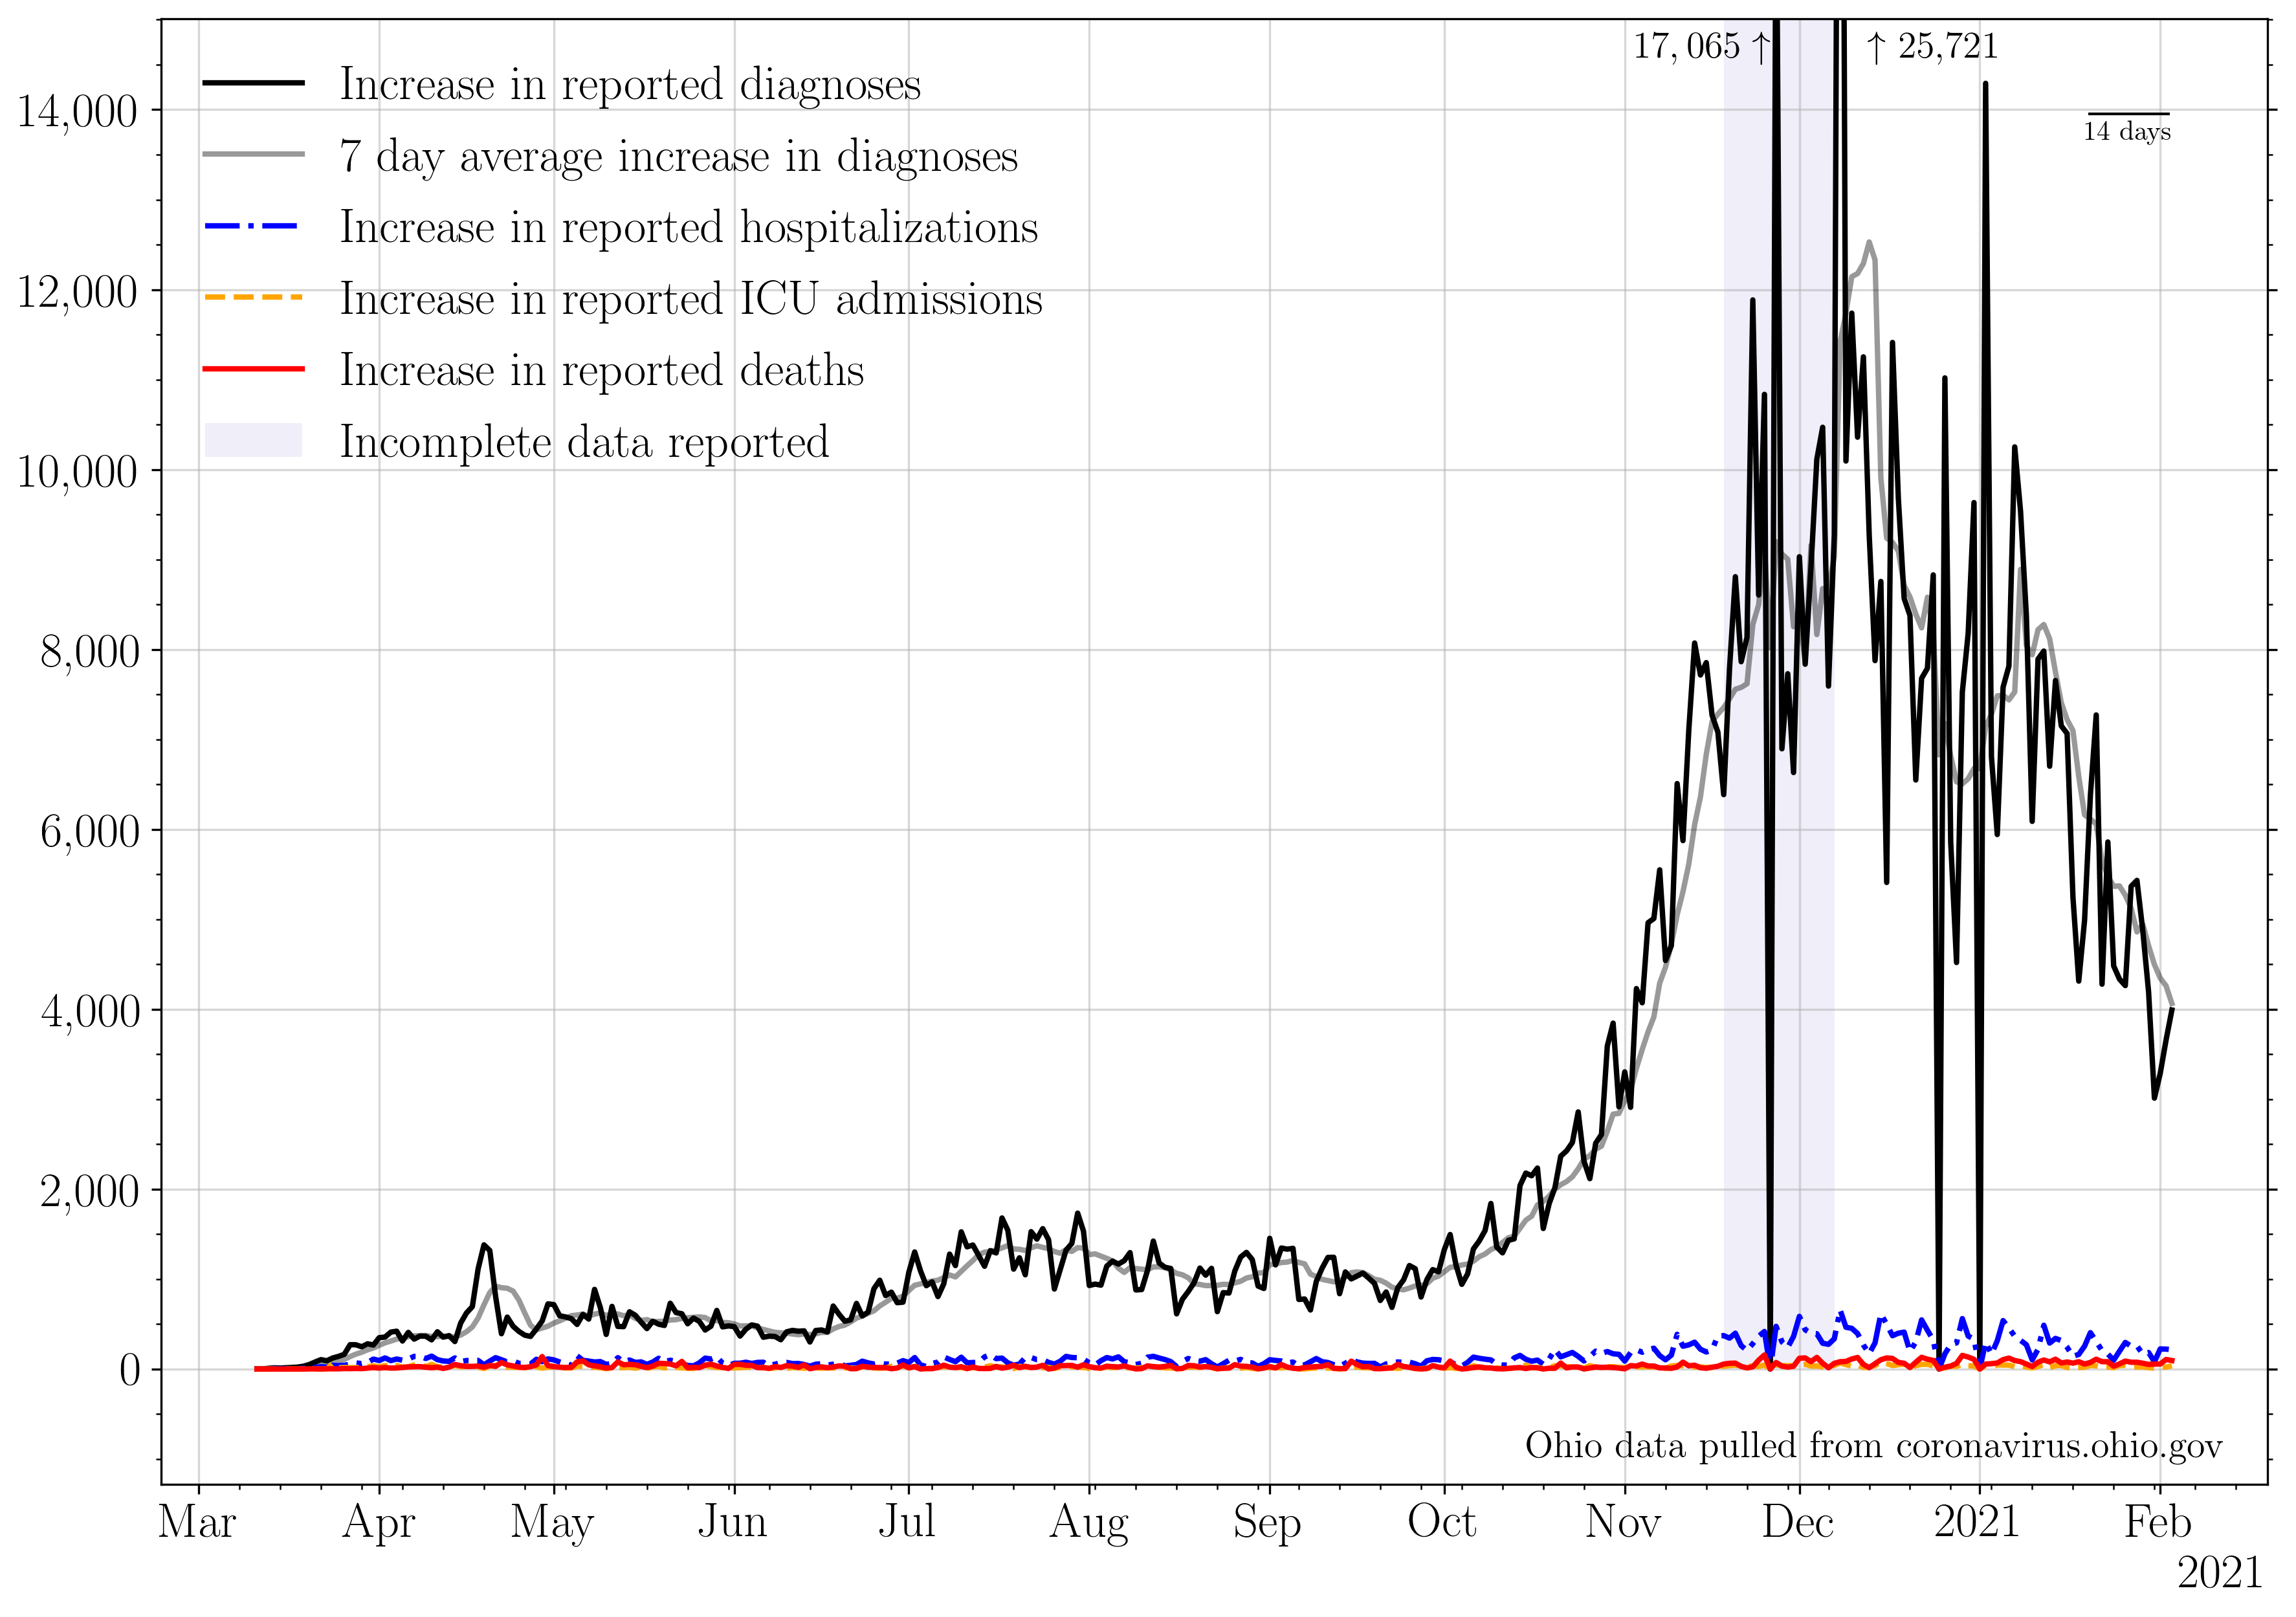 17,065 ↑ ↑ 25,721
Increase in reported diagnoses
7 day average increase in diagnoses
Increase in reported hospitalizations
Increase in reported ICU admissions
Increase in reported deaths
Incomplete data reported
14 days
14,000
12,000
10,000
8,000
6,000
4,000
2,000
0
Ohio data pulled from coronavirus.ohio.gov
Mar Apr May Jun Jul Aug Sep Oct Nov Dec 2021 Feb
2021